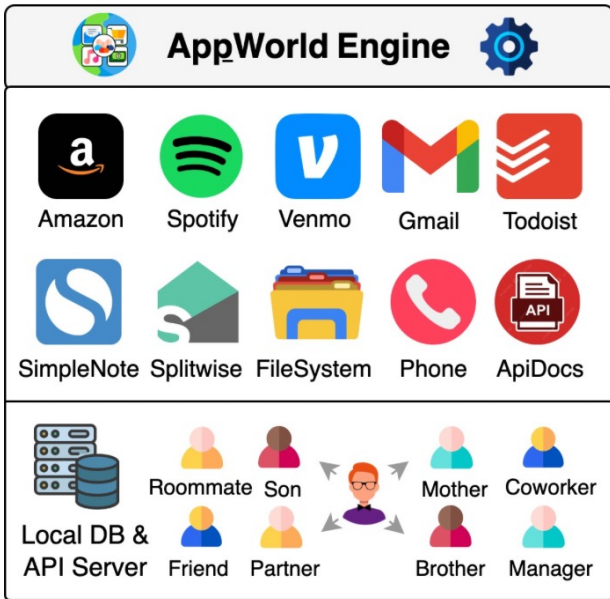 AppWorld Engine
a
Amazon Spotify Venmo Gmail Todoist
S
API
SimpleNote Splitwise FileSystem Phone ApiDocs
Roommate Son Mother Coworker
Local DB &
API Server
Friend Partner Brother Manager